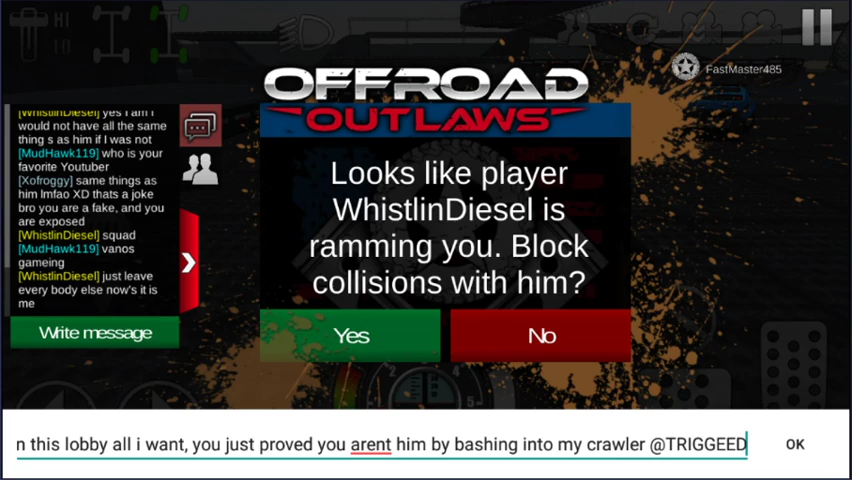 HI
LO
FastMaster485
OFFROAD
OUTLAWS
[WhistlinDiesel] yes I am I
would not have all the same
thing s as him if I was not
[MudHawk119] who is your
favorite Youtuber
[Xofroggy] same things as
him lmfao XD thats a joke
bro you are a fake, and you
are exposed
[WhistlinDiesel] squad
[MudHawk119] vanos
gameing
[WhistlinDiesel] just leave
every body else now's it is
me
Write message
Looks like player
WhistlinDiesel is
ramming you. Block
collisions with him?
Yes
No
n this lobby all i want, you just proved you arent him by bashing into my crawler @TRIGGEED
OK